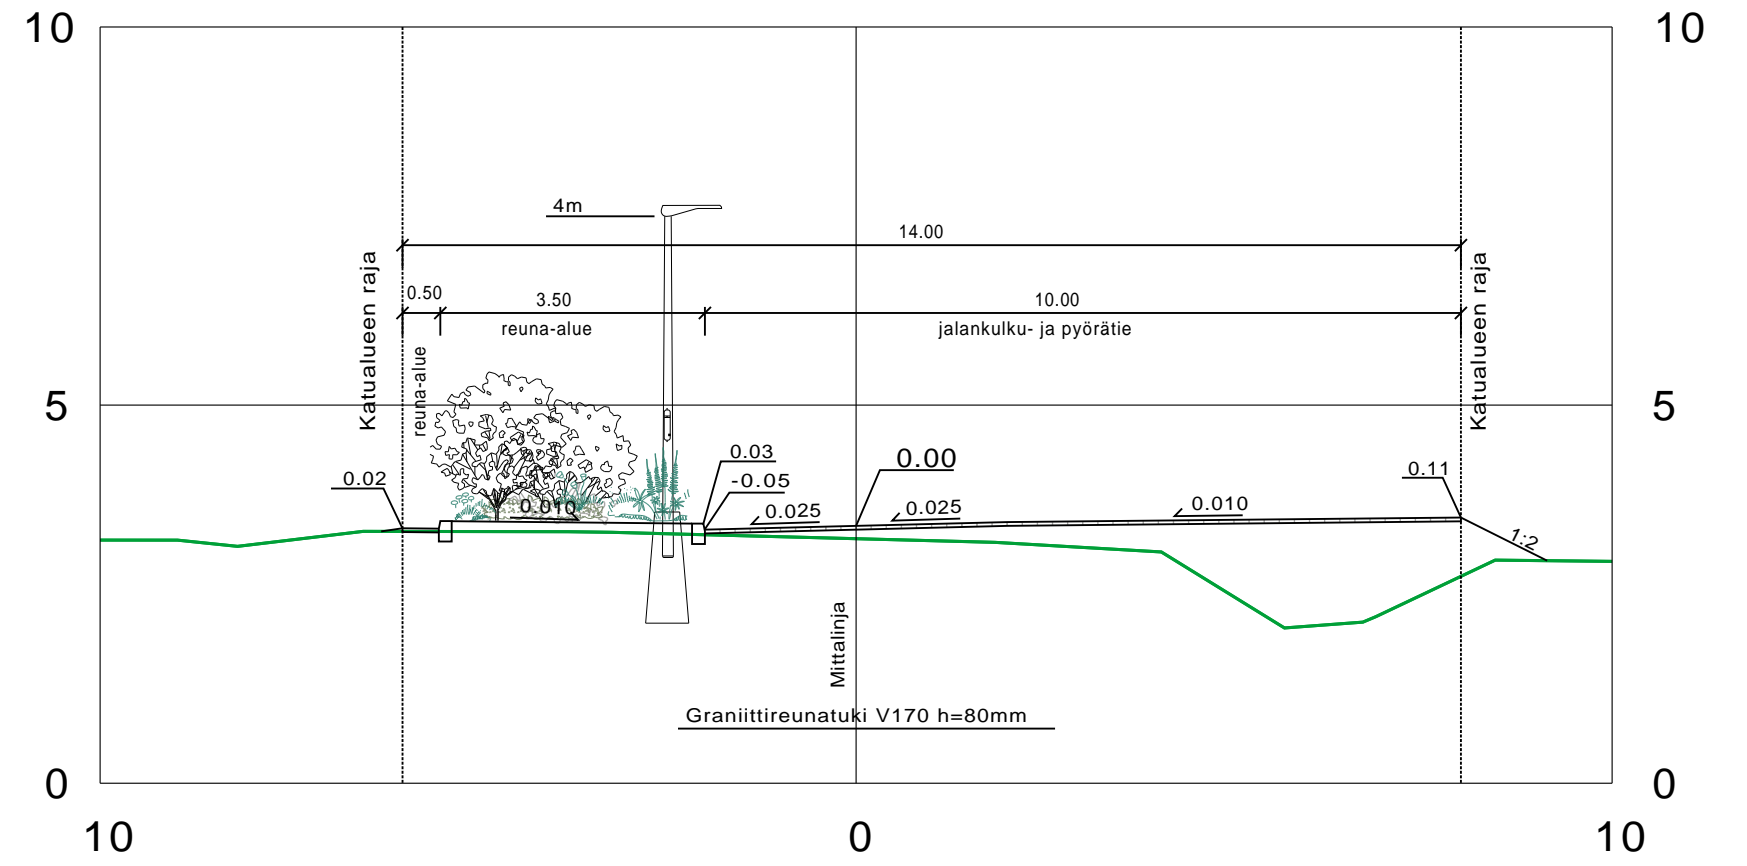 10
10
4m
14.00
Katualueen raja
Katualueen raja
0.50
3.50
10.00
reuna-alue
jalankulku- ja pyörätie
reuna-alue
5
5
0.02
0.03
-0.05
0.00
0.11
0.010
0.025
0.025
0.010
1:2
Mittalinja
Graniittireunatuki V170 h=80mm
0
0
10
0
10